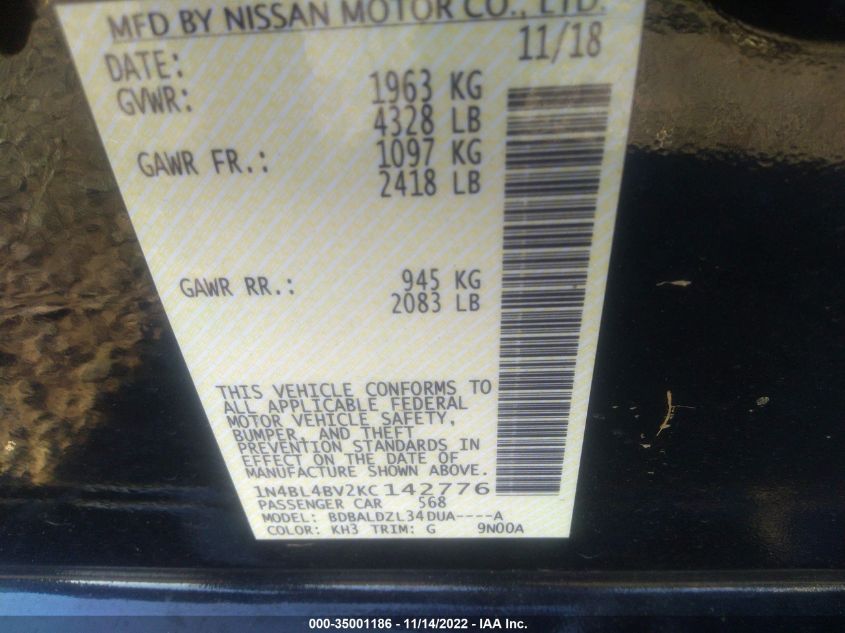 MFD BY NISSAN MOTOR CO., LTD.
DATE: 11/18
GVWR: 1963 KG
4328 LB
GAWR FR.: 1097 KG
2418 LB
GAWR RR.: 945 KG
2083 LB
THIS VEHICLE CONFORMS TO
ALL APPLICABLE FEDERAL
MOTOR VEHICLE SAFETY,
BUMPER, AND THEFT
PREVENTION STANDARDS IN
EFFECT ON THE DATE OF
MANUFACTURE SHOWN ABOVE.
1N4BL4BV2KC142776
PASSENGER CAR 568
MODEL: BDBALDZL34DUA----A
COLOR: KH3 TRIM: G 9N00A
000-35001186 - 11/14/2022 - IAA Inc.